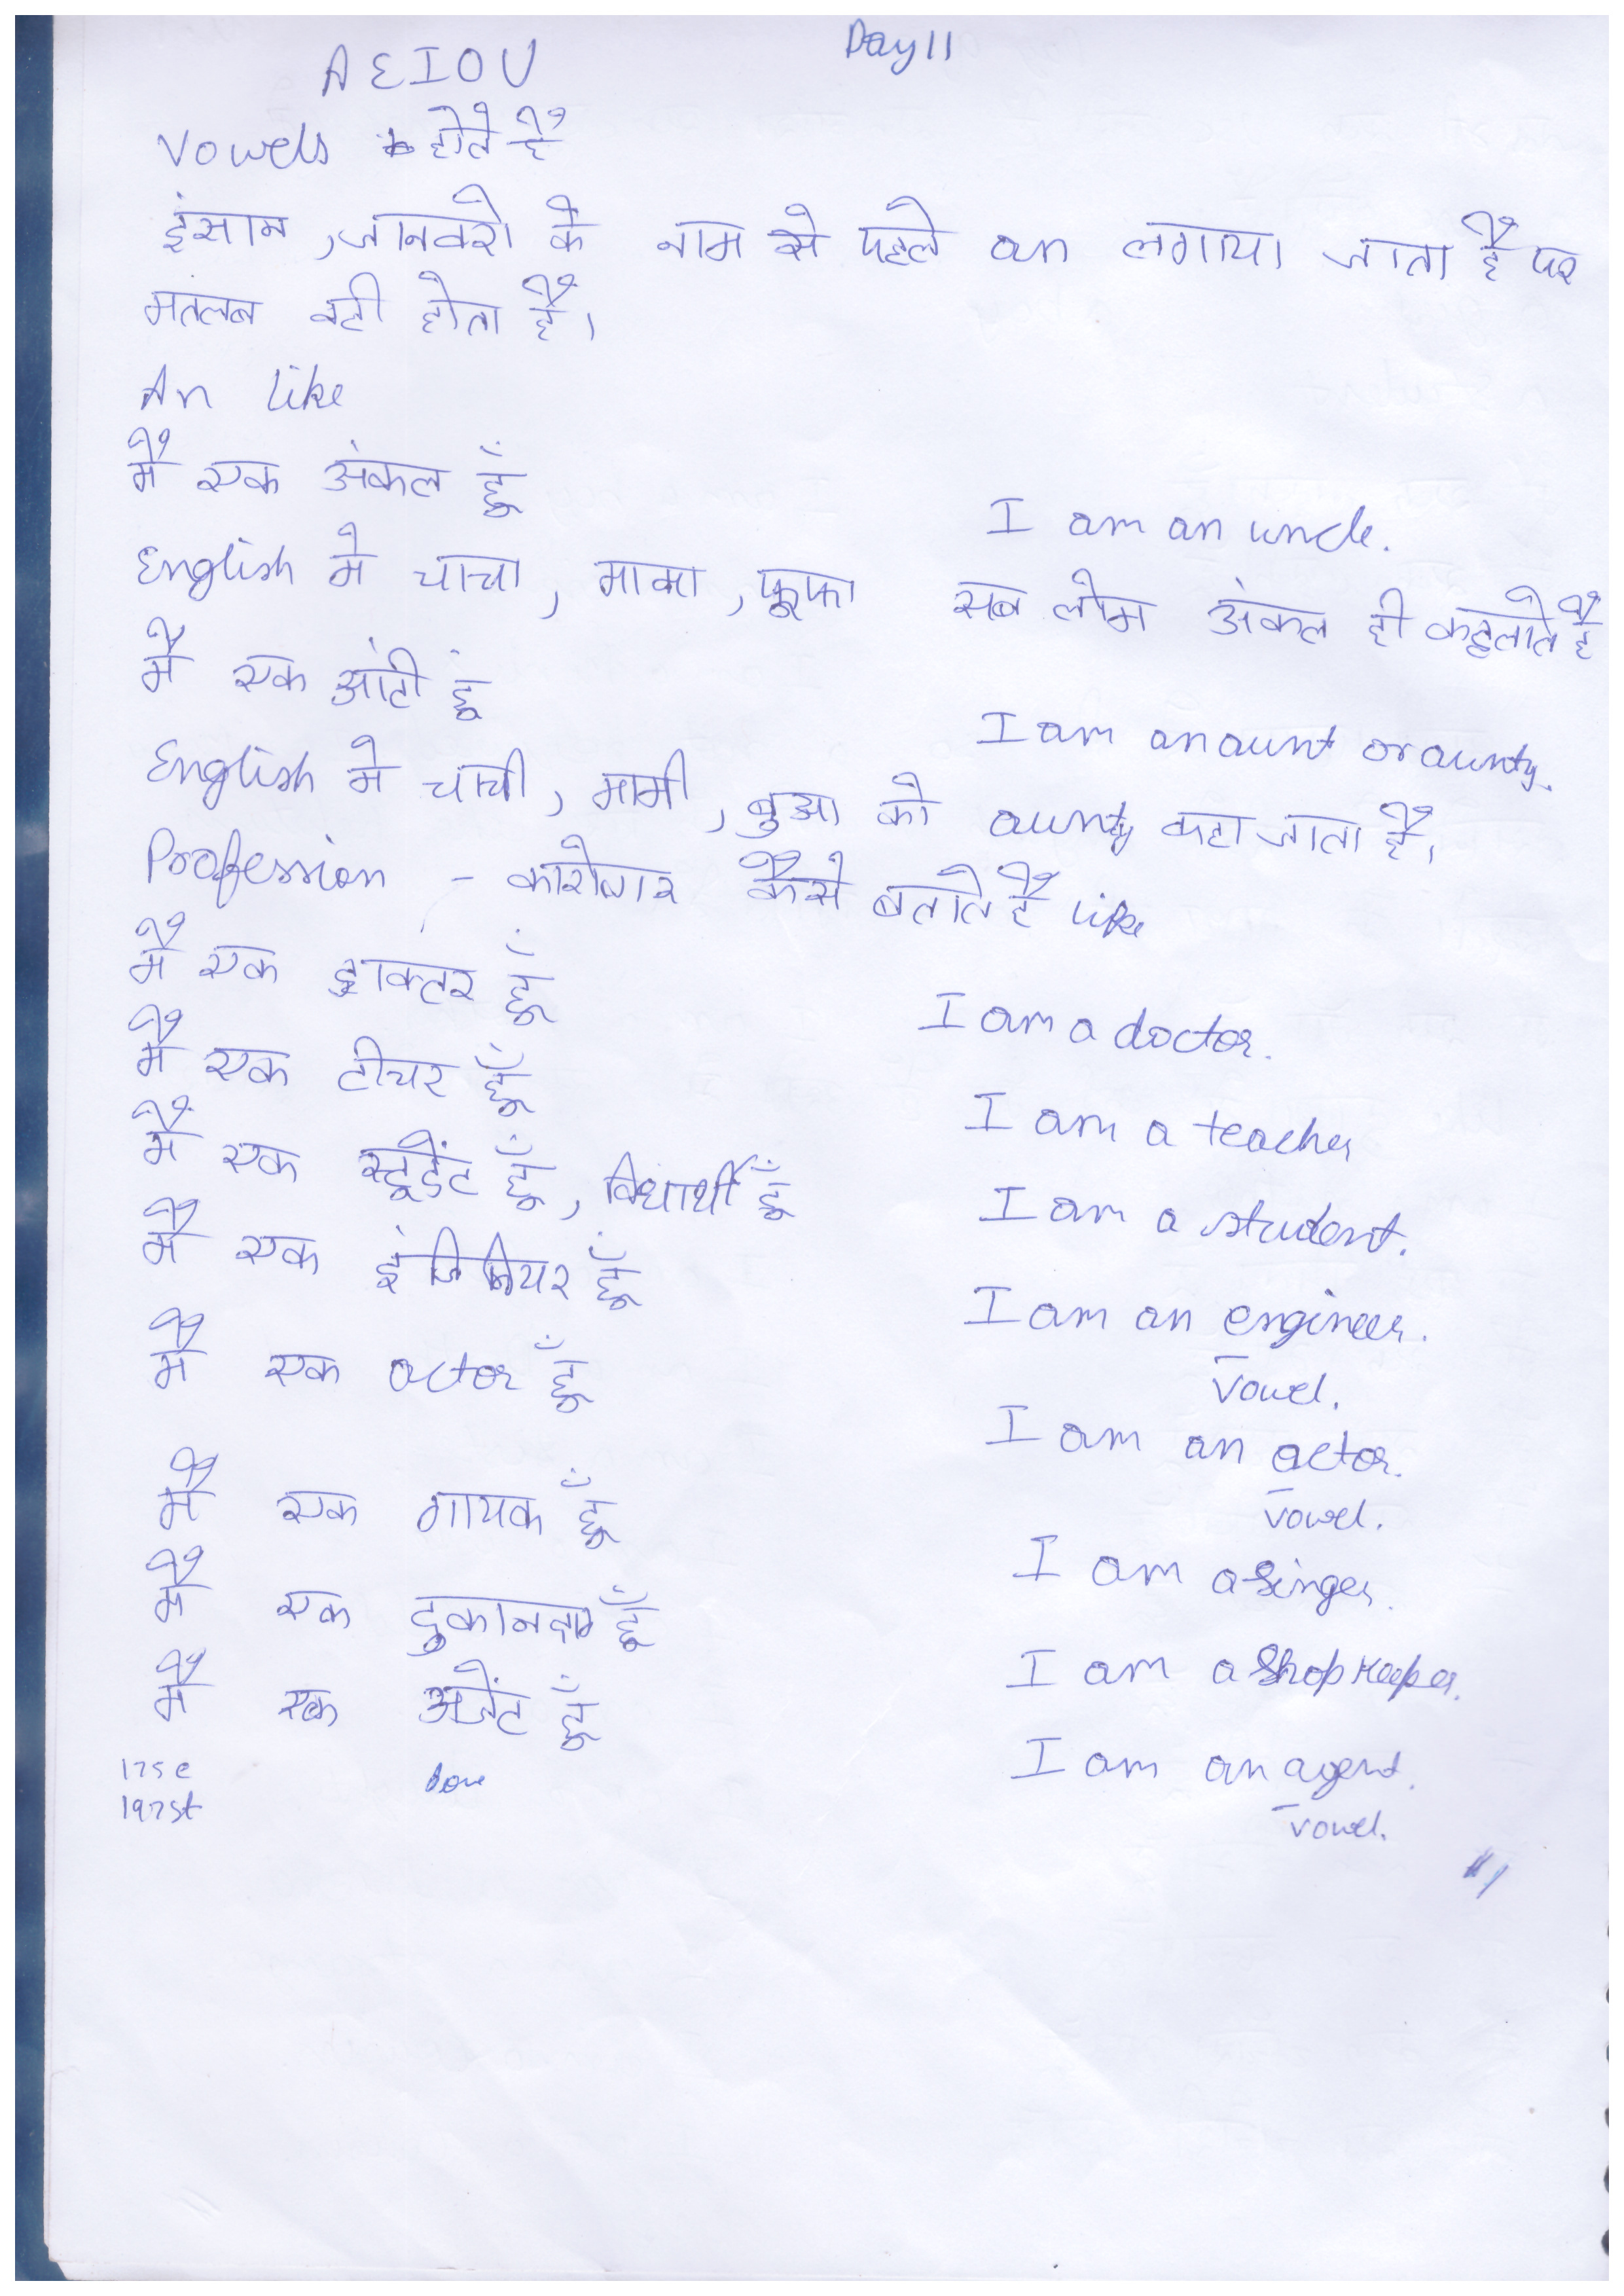 Day 11
A E I O U
Vowels होते है
इंसान, जानवरो के नाम से पहले an लगाया जाता है पर
मतलब वही होता है।
An like
मै एक अंकल हूँ
I am an uncle.
English मे चाचा, मामा, फूफा सब लोग अंकल ही कहलाते है
मै एक आंटी हूं
I am an aunt or aunty.
English मे चाची, मामी, बुआ को aunty कहा जाता है।
Profession - कारोबार कैसे बताते है like
मै एक डाक्टर हूँ
I am a doctor.
मै एक टीचर हूँ
I am a teacher
मैं एक स्टूडेंट हूँ, विधार्थी हूँ
I am a student.
मै एक इंजिनियर हूँ
I am an engineer.
vowel.
मै एक actor हूँ
I am an actor.
vowel.
मै एक गायक हूँ
I am a singer.
मै एक दुकानदार हूँ
I am a Shopkeeper.
मै एक अजेंट हूँ
I am an agent.
vowel.
175e done
197st